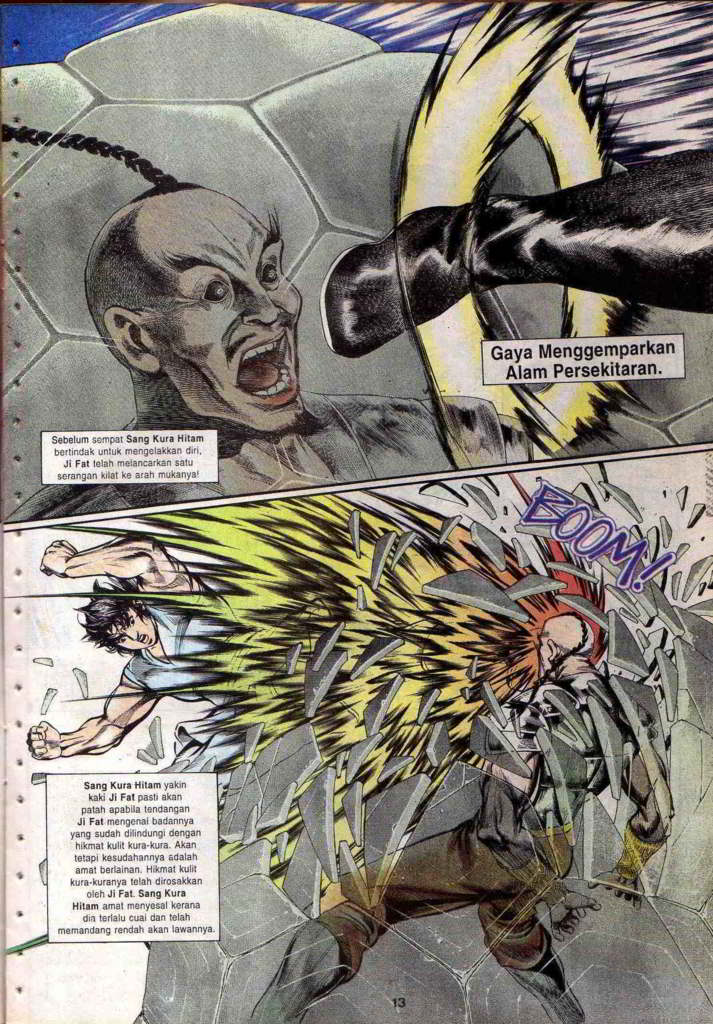 Gaya Menggemparkan
Alam Persekitaran.
Sebelum sempat Sang Kura Hitam
bertindak untuk mengelakkan diri,
Ji Fat telah melancarkan satu
serangan kilat ke arah mukanya!
BOOM!
Sang Kura Hitam yakin
kaki Ji Fat pasti akan
patah apabila tendangan
Ji Fat mengenai badannya
yang sudah dilindungi dengan
hikmat kulit kura-kura. Akan
tetapi kesudahannya adalah
amat berlainan. Hikmat kulit
kura-kuranya telah dirosakkan
oleh Ji Fat. Sang Kura
Hitam amat menyesal kerana
dia terlalu cuai dan telah
memandang rendah akan lawannya.
13